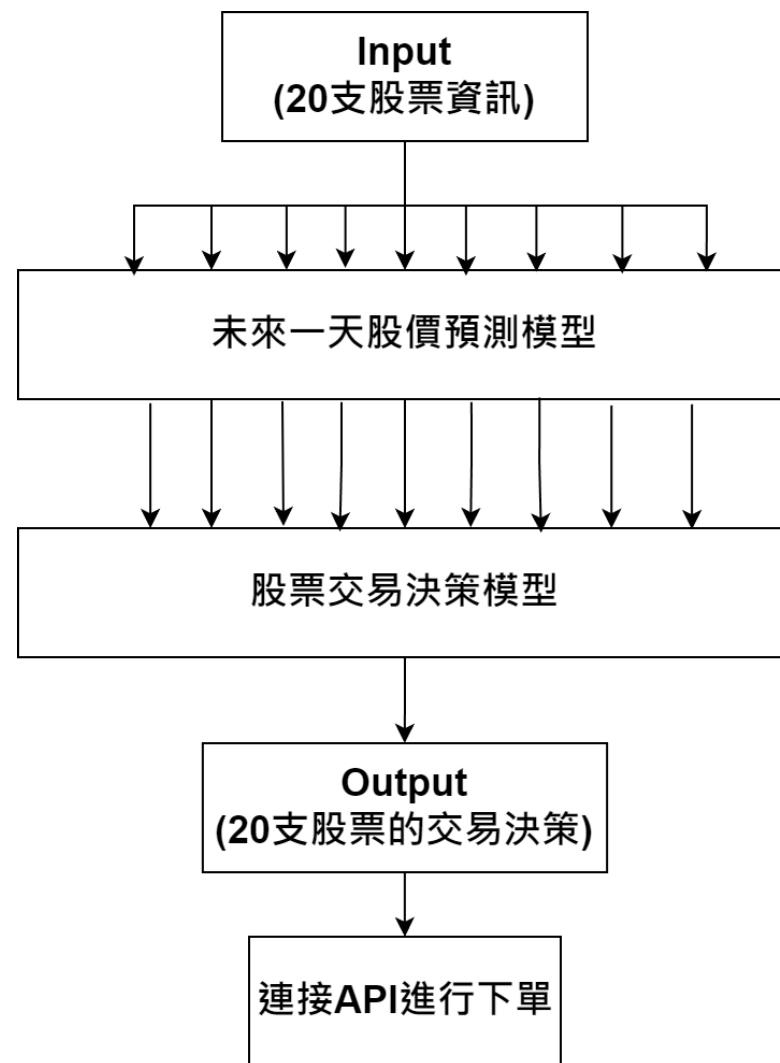 Input
(20支股票資訊)
未來一天股價預測模型
股票交易決策模型
Output
(20支股票的交易決策)
連接API進行下單